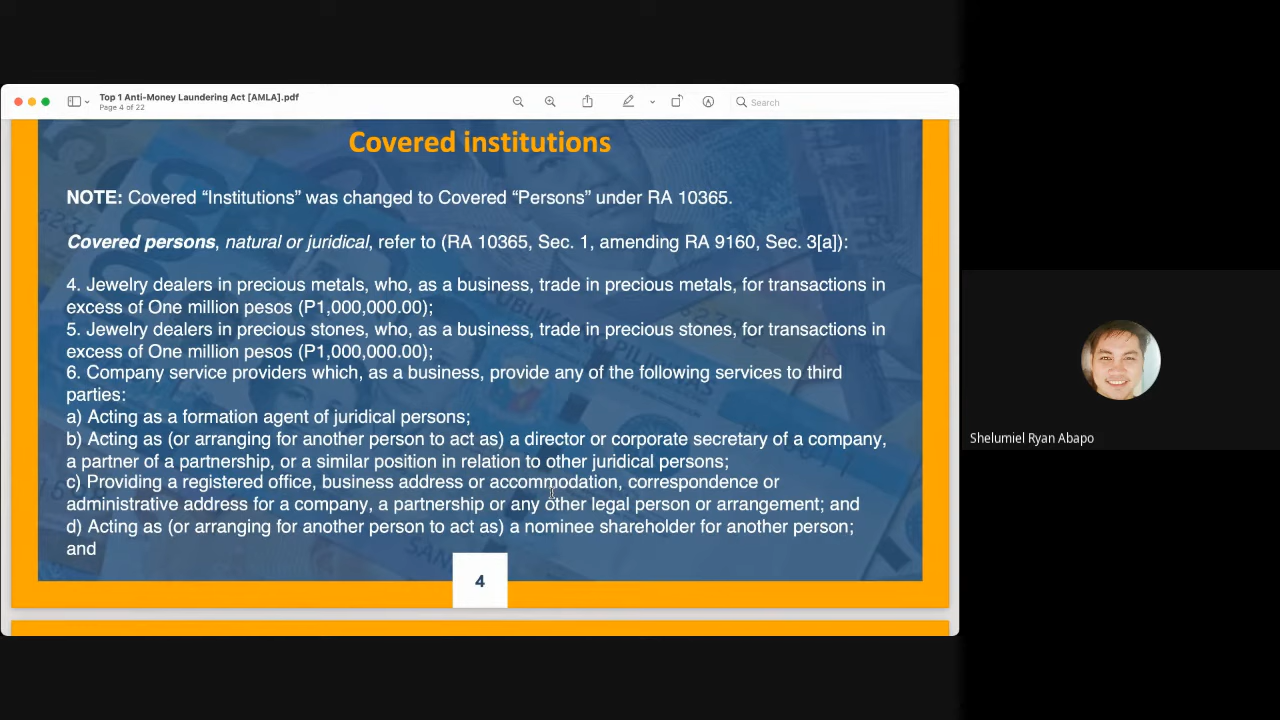 Top 1 Anti-Money Laundering Act [AMLA].pdf
Page 4 of 22
Search
Covered institutions
NOTE: Covered “Institutions” was changed to Covered “Persons” under RA 10365.
Covered persons, natural or juridical, refer to (RA 10365, Sec. 1, amending RA 9160, Sec. 3[a]):
4. Jewelry dealers in precious metals, who, as a business, trade in precious metals, for transactions in
excess of One million pesos (P1,000,000.00);
5. Jewelry dealers in precious stones, who, as a business, trade in precious stones, for transactions in
excess of One million pesos (P1,000,000.00);
6. Company service providers which, as a business, provide any of the following services to third
parties:
a) Acting as a formation agent of juridical persons;
b) Acting as (or arranging for another person to act as) a director or corporate secretary of a company,
a partner of a partnership, or a similar position in relation to other juridical persons;
c) Providing a registered office, business address or accommodation, correspondence or
administrative address for a company, a partnership or any other legal person or arrangement; and
d) Acting as (or arranging for another person to act as) a nominee shareholder for another person;
and
4
Shelumiel Ryan Abapo